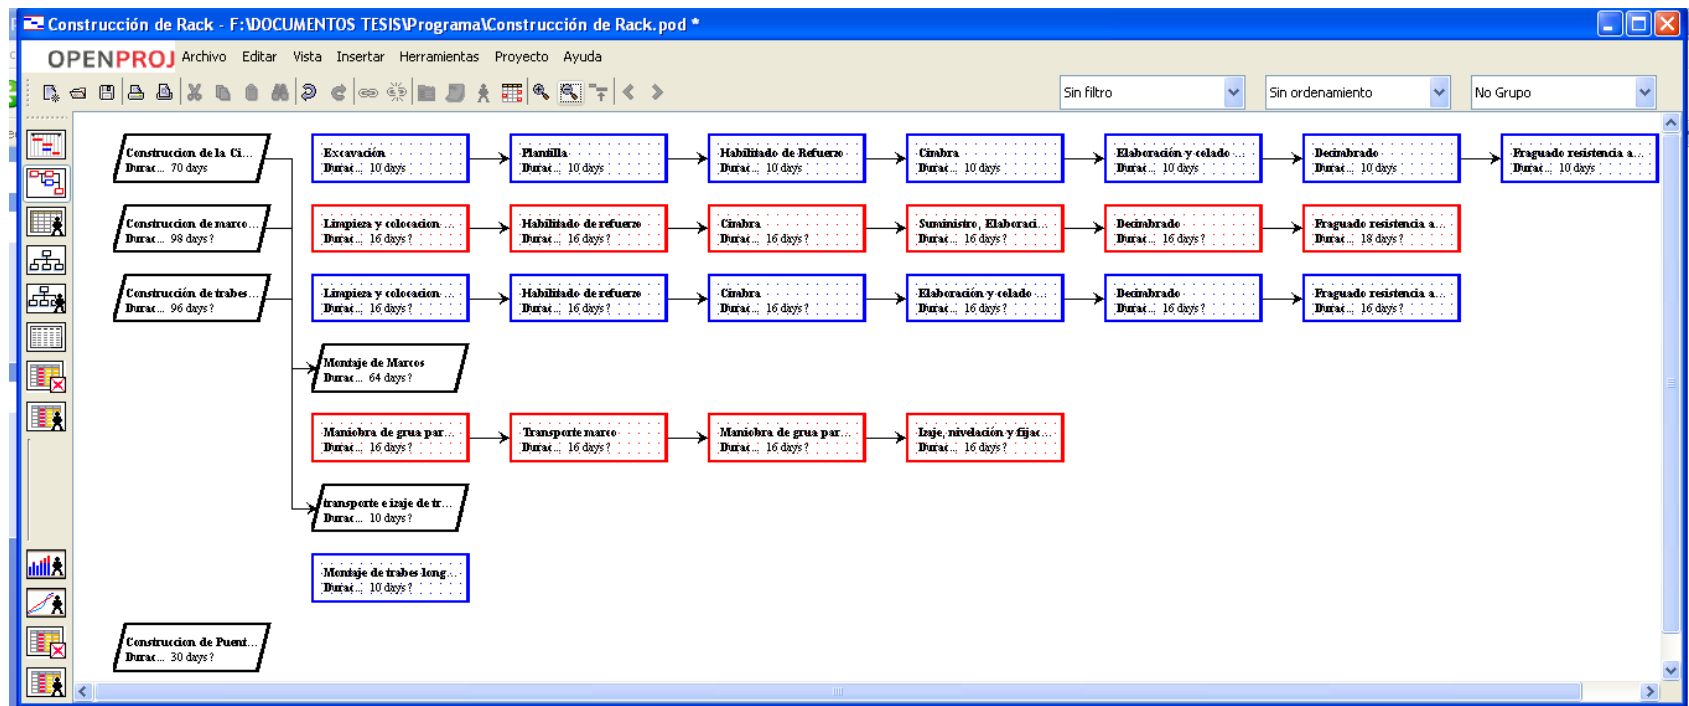 Construcción de Rack - F:\DOCUMENTOS TESIS\Programa\Construcción de Rack.pod *
OPENPROJ Archivo Editar Vista Insertar Herramientas Proyecto Ayuda
Sin filtro Sin ordenamiento No Grupo
Construccion de la Ci...
Durac... 70 days
Excavación
Durac... 10 days
Plantilla
Durac... 10 days
Habilitado de Refuerzo
Durac... 10 days
Cimbra
Durac... 10 days
Elaboración y colado ...
Durac... 10 days
Decimbrado
Durac... 10 days
Fraguado resistencia a...
Durac... 10 days
Construccion de marco...
Durac... 98 days?
Limpieza y colocacion ...
Durac... 16 days?
Habilitado de refuerzo
Durac... 16 days?
Cimbra
Durac... 16 days?
Suministro, Elaboraci...
Durac... 16 days?
Decimbrado
Durac... 16 days?
Fraguado resistencia a...
Durac... 18 days?
Construcción de trabes...
Durac... 96 days?
Limpieza y colocacion ...
Durac... 16 days?
Habilitado de refuerzo
Durac... 16 days?
Cimbra
Durac... 16 days?
Elaboración y colado ...
Durac... 16 days?
Decimbrado
Durac... 16 days?
Fraguado resistencia a...
Durac... 16 days?
Montaje de Marcos
Durac... 64 days?
Maniobra de grua par...
Durac... 16 days?
Transporte marco
Durac... 16 days?
Maniobra de grua par...
Durac... 16 days?
Izaje, nivelación y fijac...
Durac... 16 days?
transporte e izaje de tr...
Durac... 10 days?
Montaje de trabes long...
Durac... 10 days?
Construccion de Puent...
Durac... 30 days?